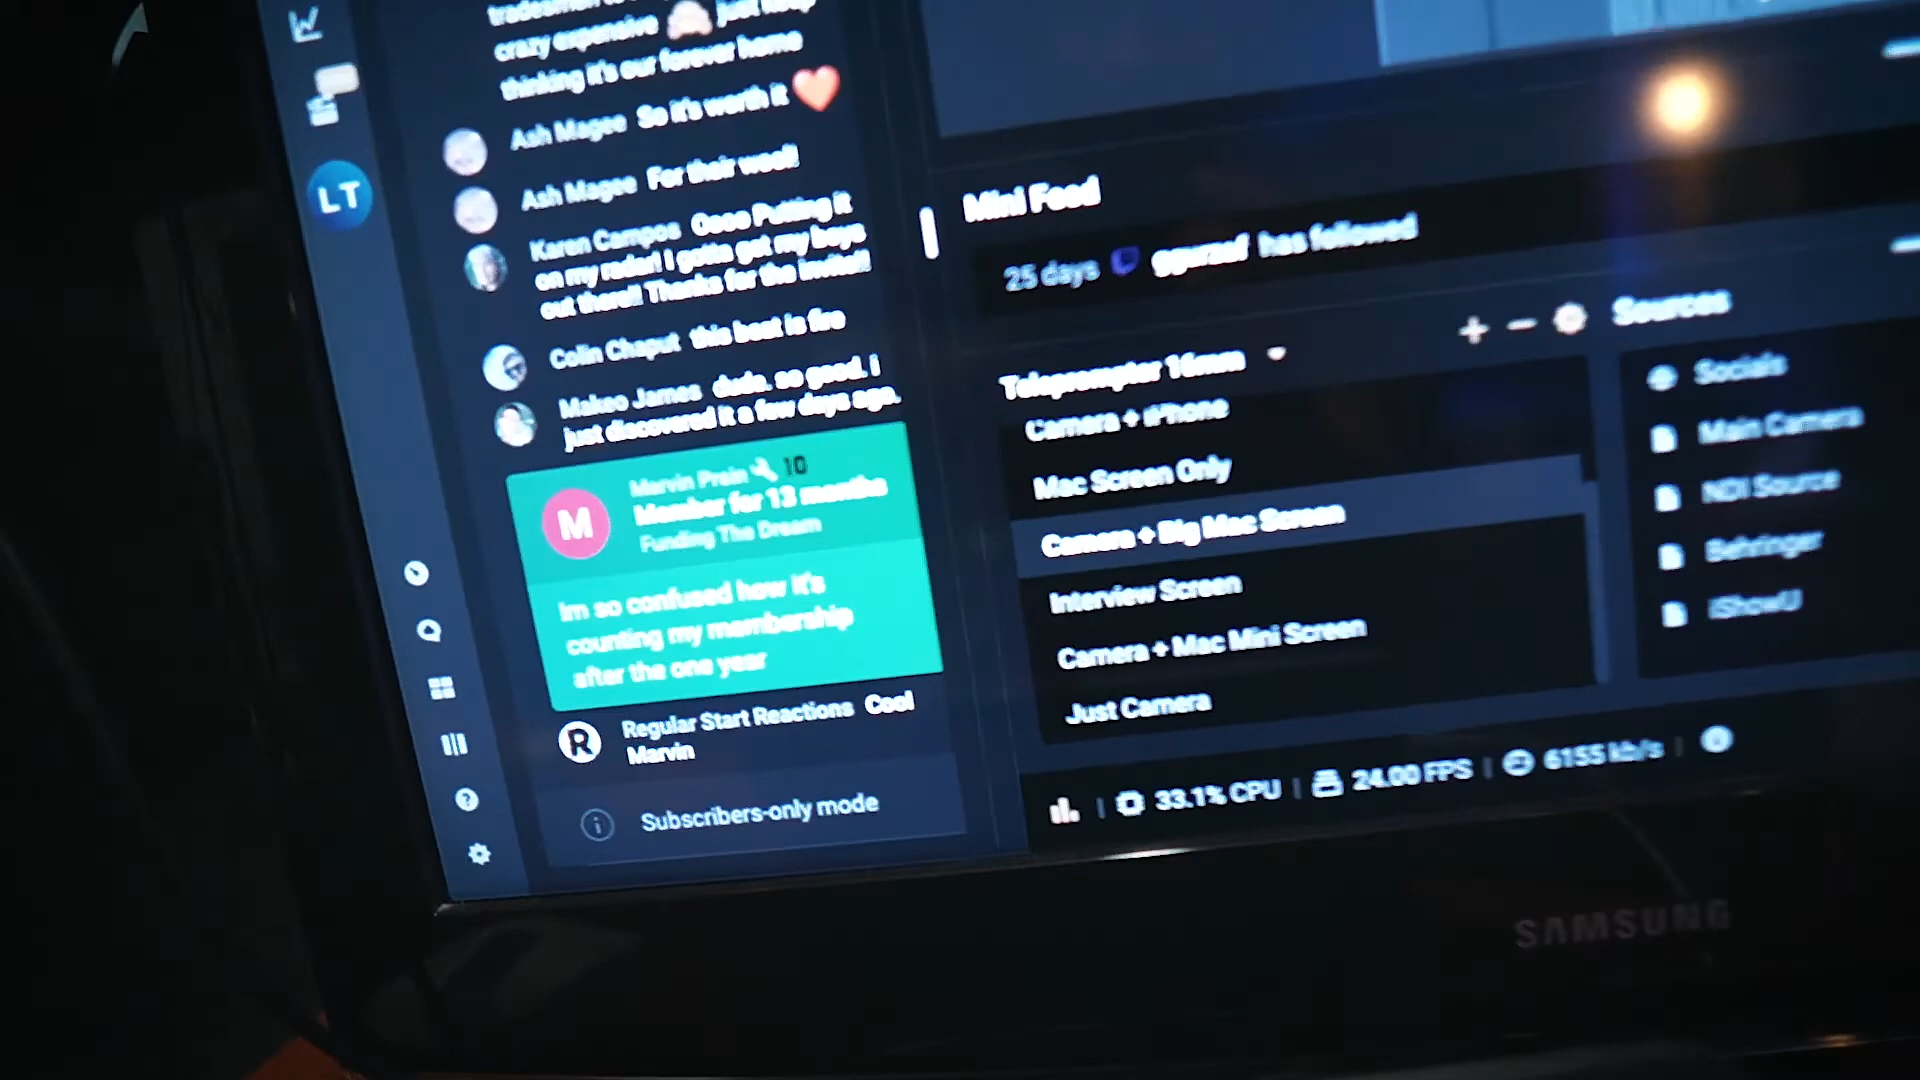 crazy expensive 🙈 just keep
thinking it's our forever home
Ash Magee So it's worth it ❤
Ash Magee For their wool!
Karen Campos Oooo Putting it
on my radar! I gotta get my boys
out there!! Thanks for the invite!!
Colin Chaput this beat is fire
Makeo James dude. so good. I
just discovered it a few days ago.
LT
M
Marvin Prein 🔧 10
Member for 13 months
Funding The Dream
Im so confused how it's
counting my membership
after the one year
R
Regular Start Reactions Cool
Marvin
Subscribers-only mode
Mini Feed
25 days has followed
Teleprompter 16mm
Camera + iPhone
Mac Screen Only
Camera + Big Mac Screen
Interview Screen
Camera + Mac Mini Screen
Just Camera
Sources
Socials
Main Camera
NDI Source
Behringer
iShowU
33.1% CPU | 24.00 FPS | 6155 kb/s
SAMSUNG